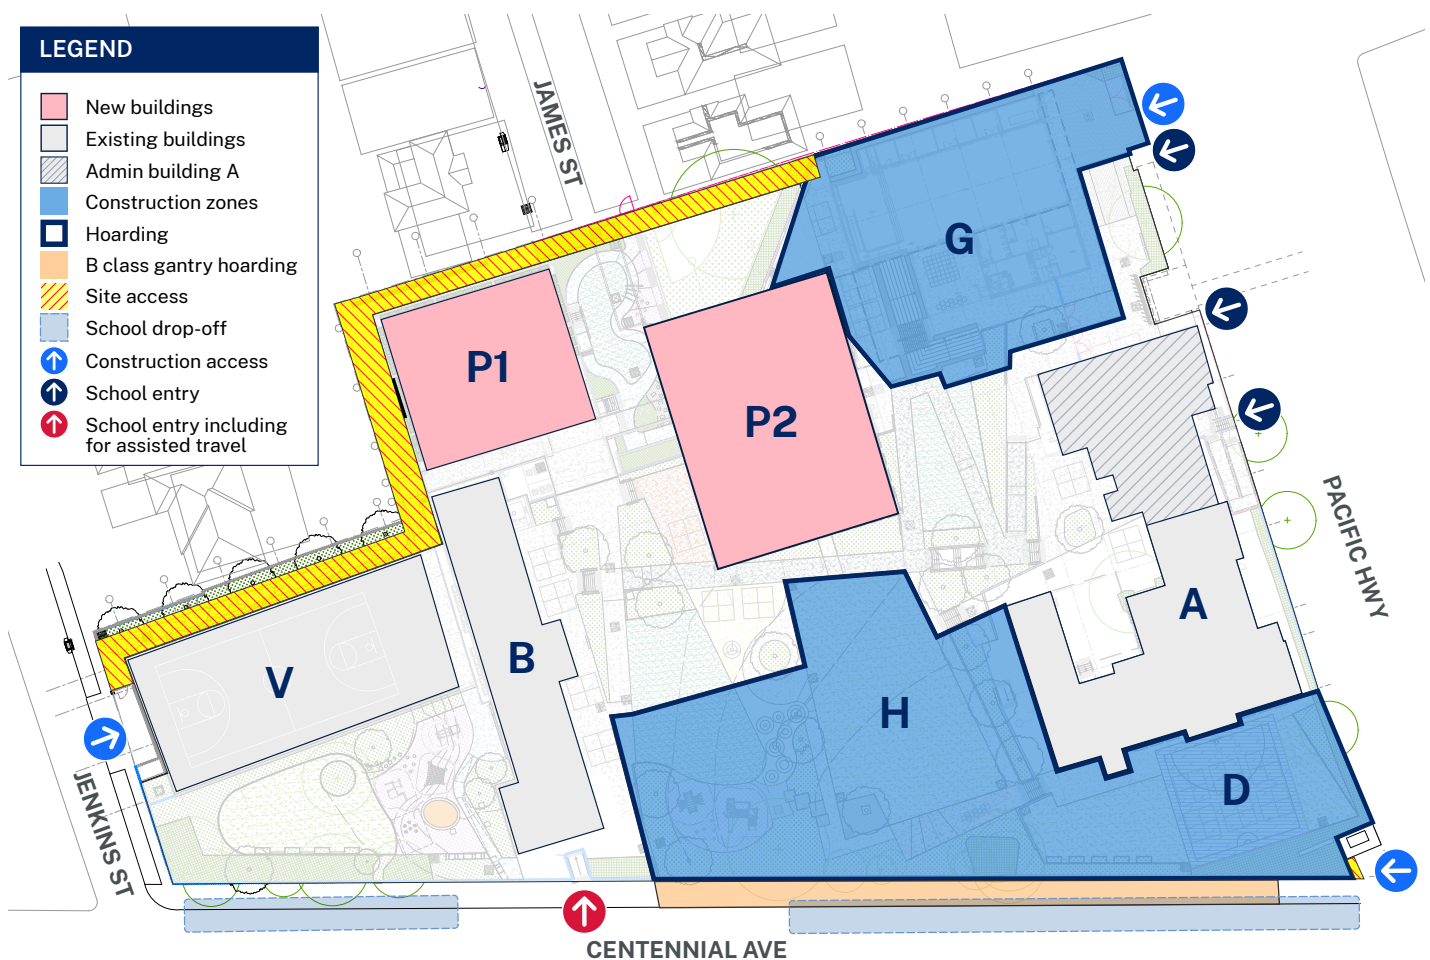 LEGEND
New buildings
Existing buildings
Admin building A
Construction zones
Hoarding
B class gantry hoarding
Site access
School drop-off
Construction access
School entry
School entry including
for assisted travel
JAMES ST
G
P1
P2
PACIFIC HWY
A
B
V
H
D
JENKINS ST
CENTENNIAL AVE